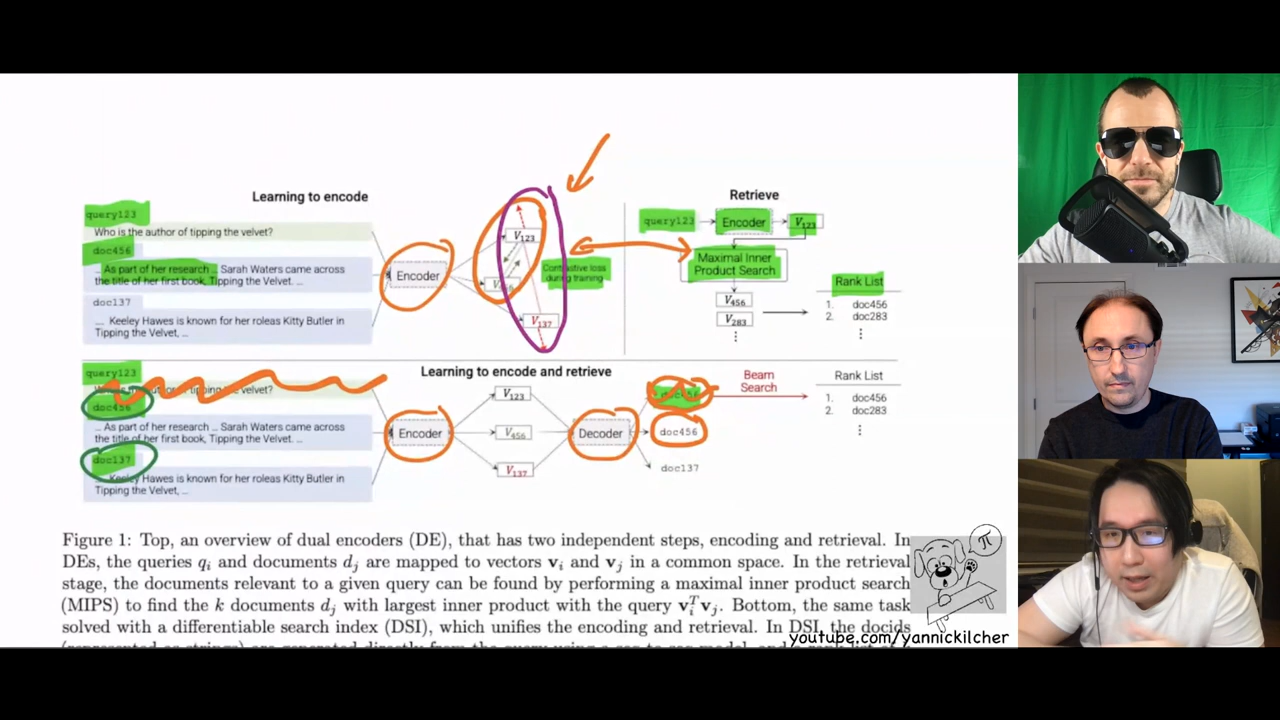 Learning to encode
query123
Who is the author of tipping the velvet?
doc456
... As part of her research ... Sarah Waters came across
the title of her first book, Tipping the Velvet. ...
doc137
... Keeley Hawes is known for her roleas Kitty Butler in
Tipping the Velvet, ...
Encoder
V123
V137
Contrastive loss
during training
Retrieve
query123
Encoder
V123
Maximal Inner
Product Search
V456
V283
⋮
Rank List
1. doc456
2. doc283
⋮
Learning to encode and retrieve
query123
author of tipping the velvet?
doc456
... As part of her research ... Sarah Waters came across
the title of her first book, Tipping the Velvet. ...
doc137
Keeley Hawes is known for her roleas Kitty Butler in
Tipping the Velvet, ...
Encoder
V123
V456
V137
Decoder
doc456
doc137
Beam
Search
Rank List
1. doc456
2. doc283
⋮
Figure 1: Top, an overview of dual encoders (DE), that has two independent steps, encoding and retrieval. In
DEs, the queries qi and documents dj are mapped to vectors vi and vj in a common space. In the retrieval
stage, the documents relevant to a given query can be found by performing a maximal inner product search
(MIPS) to find the k documents dj with largest inner product with the query viTvj. Bottom, the same task
solved with a differentiable search index (DSI), which unifies the encoding and retrieval. In DSI, the docids
π
youtube.com/yannickilcher